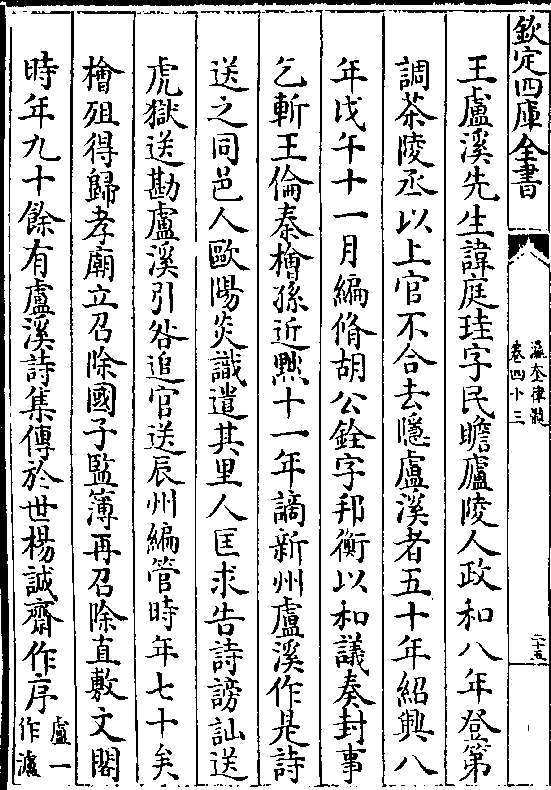 欽定四庫全書
瀛奎律髓
卷四十三
二十五
王盧溪先生諱庭珪字民瞻廬陵人政和八年登第
調茶陵丞以上官不合去隱盧溪者五十年紹興八
年戊午十一月編脩胡公銓字邦衡以和議奏封事
乞斬王倫秦檜孫近㸃十一年謫新州盧溪作是詩
送之同邑人歐陽炎識遣其里人匡求告詩謗訕送
虎獄送勘盧溪引咎追官送辰州編管時年七十矣
檜殂得歸孝廟立召除國子監簿再召除直敷文閣
時年九十餘有盧溪詩集傳於世楊誠齋作序盧一
作瀘